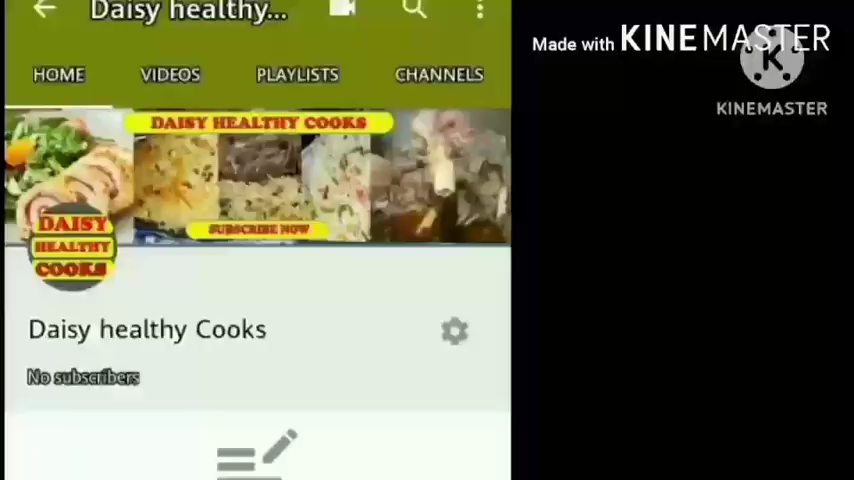 Daisy healthy...
HOME VIDEOS PLAYLISTS CHANNELS
DAISY HEALTHY COOKS
SUBSCRIBE NOW
DAISY
HEALTHY
COOKS
Daisy healthy Cooks
No subscribers
Made with KINEMASTER
K
KINEMASTER